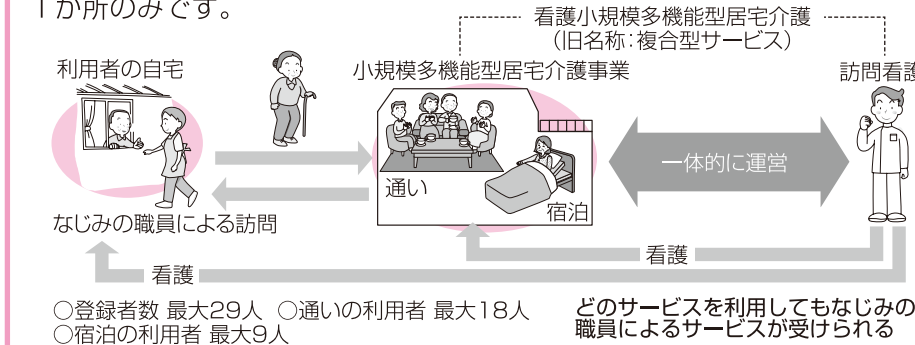 1か所のみです。
看護小規模多機能型居宅介護
（旧名称：複合型サービス）
利用者の自宅
小規模多機能型居宅介護事業
訪問看護
一体的に運営
通い
宿泊
なじみの職員による訪問
看護
看護
○登録者数 最大29人 ○通いの利用者 最大18人
○宿泊の利用者 最大9人
どのサービスを利用してもなじみの
職員によるサービスが受けられる